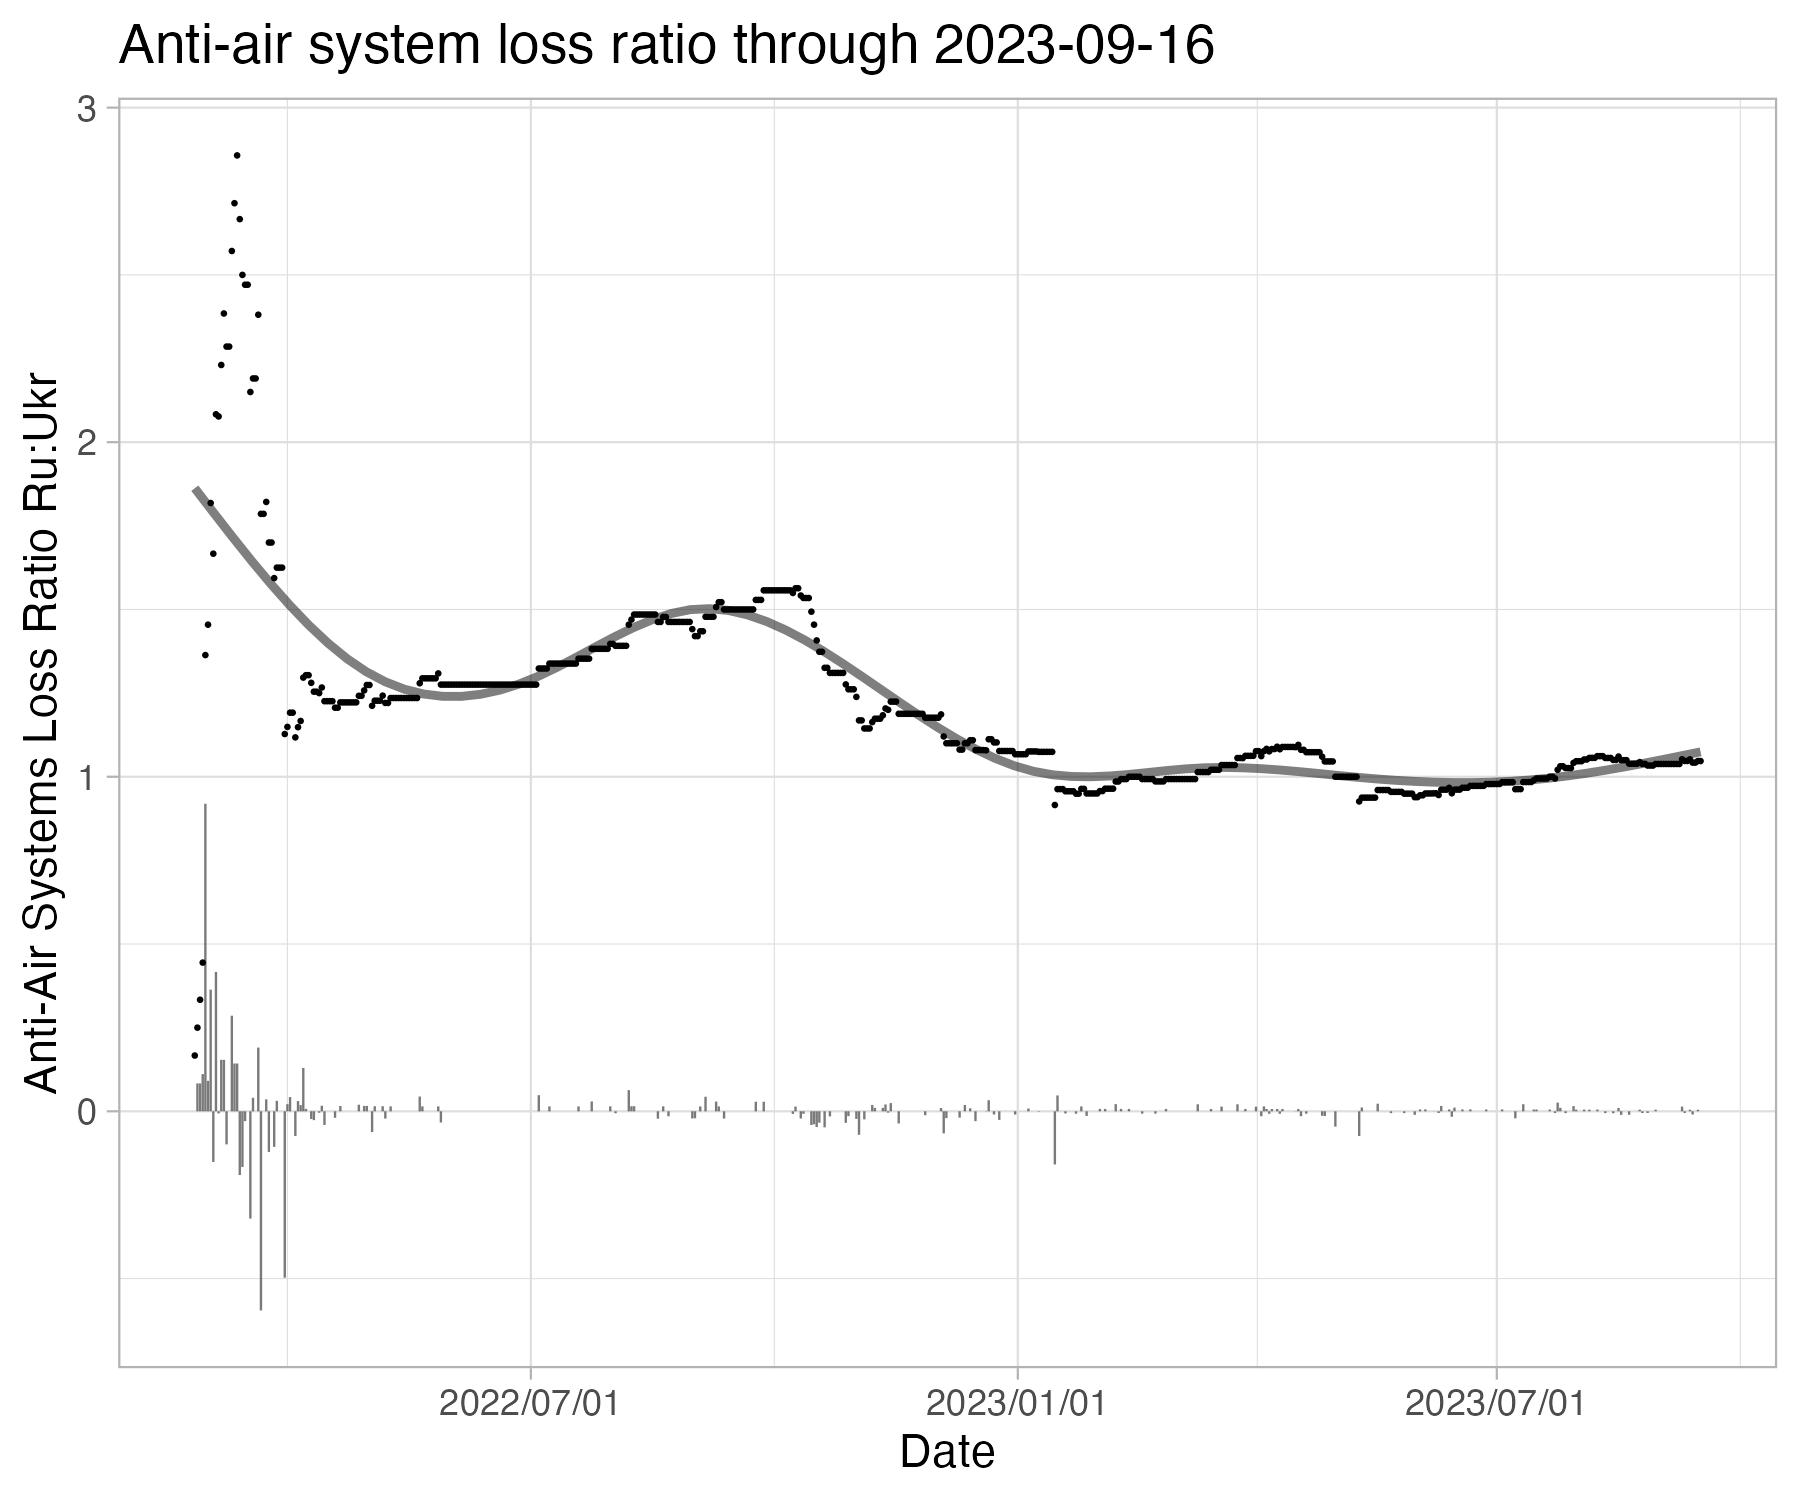 Anti-air system loss ratio through 2023-09-16
Anti-Air Systems Loss Ratio Ru:Ukr
3
2
1
0
2022/07/01
2023/01/01
2023/07/01
Date